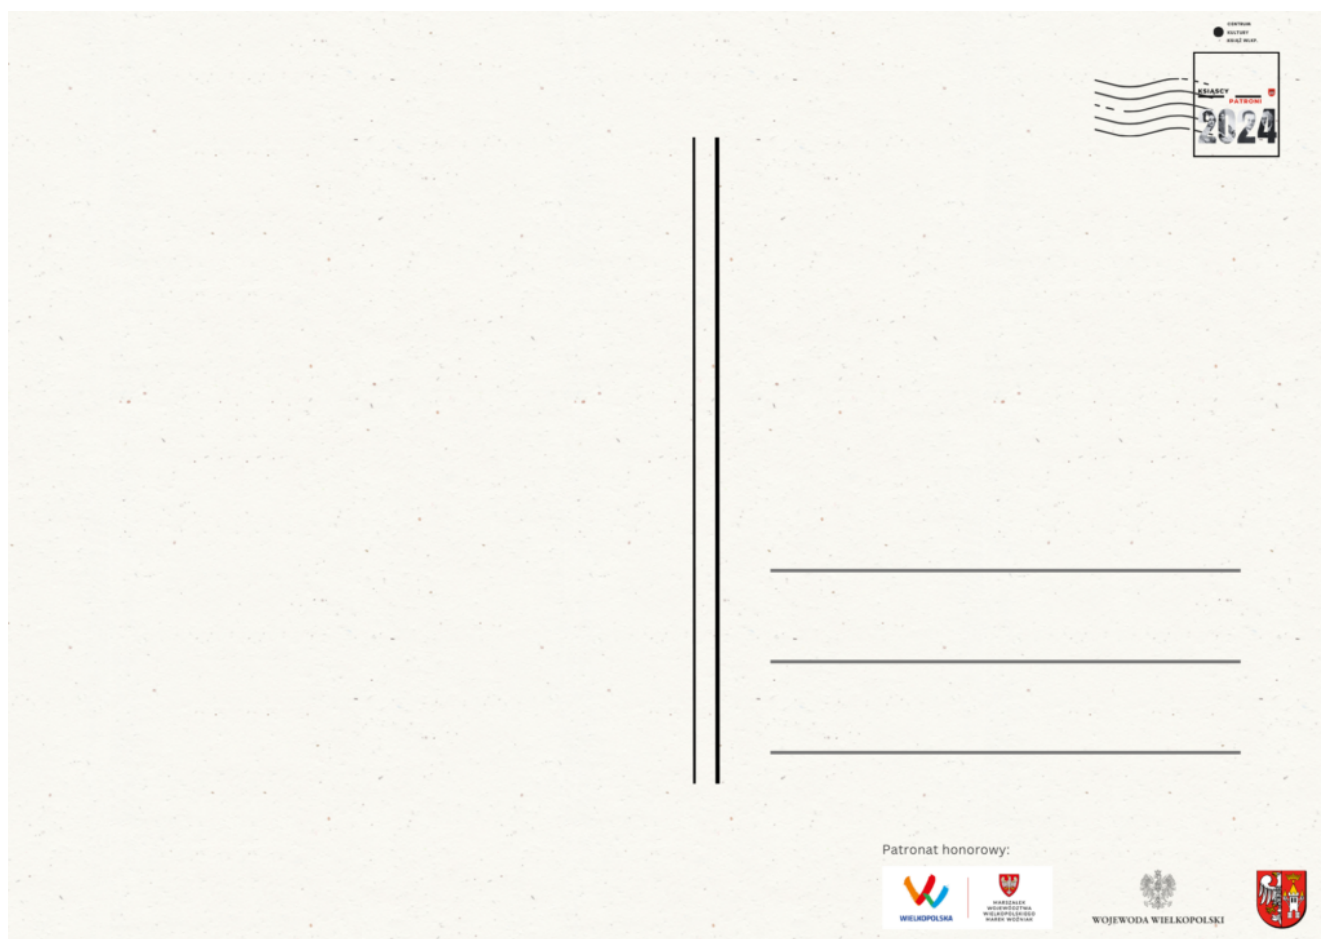 CENTRUM
KULTURY
KSIĄŻ WLKP.
KSIĄSCY
PATRONI
2024
Patronat honorowy:
WIELKOPOLSKA
MARSZAŁEK
WOJEWÓDZTWA
WIELKOPOLSKIEGO
MAREK WOŹNIAK
WOJEWODA WIELKOPOLSKI